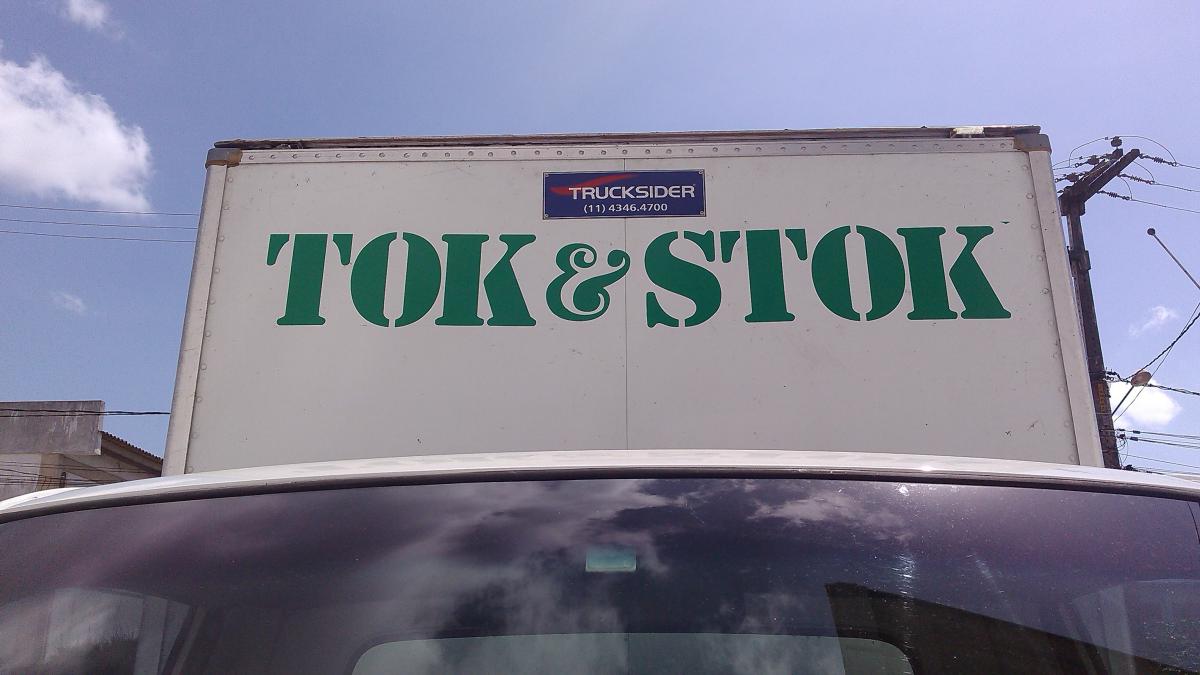 TRUCKSIDER
(11) 4346.4700
TOK&STOK